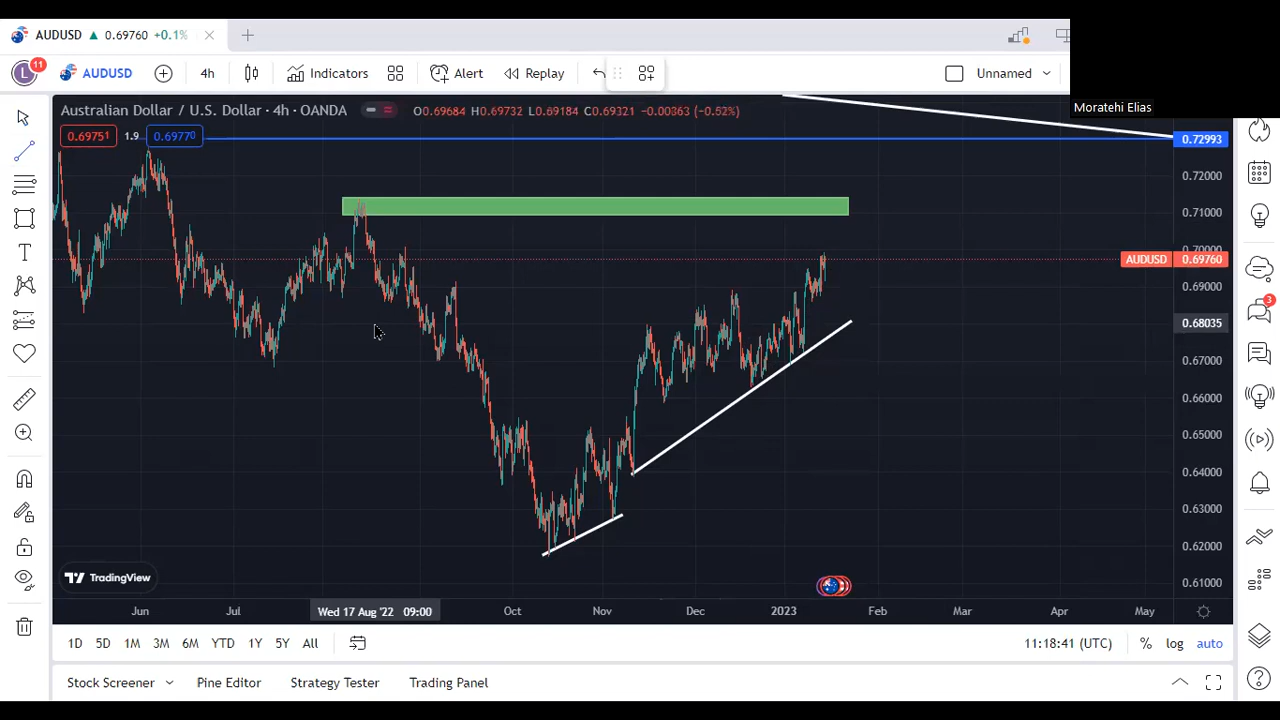 AUDUSD ▲ 0.69760 +0.1%
L 11 AUDUSD 4h Indicators Alert Replay Unnamed
Moratehi Elias
Australian Dollar / U.S. Dollar · 4h · OANDA O0.69684 H0.69732 L0.69184 C0.69321 -0.00363 (-0.52%)
0.69751 1.9 0.69770
0.72993
0.72000
0.71000
0.70000
AUDUSD 0.69760
0.69000
0.68035
0.67000
0.66000
0.65000
0.64000
0.63000
0.62000
0.61000
3
TradingView
Jun Jul Wed 17 Aug '22 09:00 Oct Nov Dec 2023 Feb Mar Apr May
1D 5D 1M 3M 6M YTD 1Y 5Y All 11:18:41 (UTC) % log auto
Stock Screener Pine Editor Strategy Tester Trading Panel